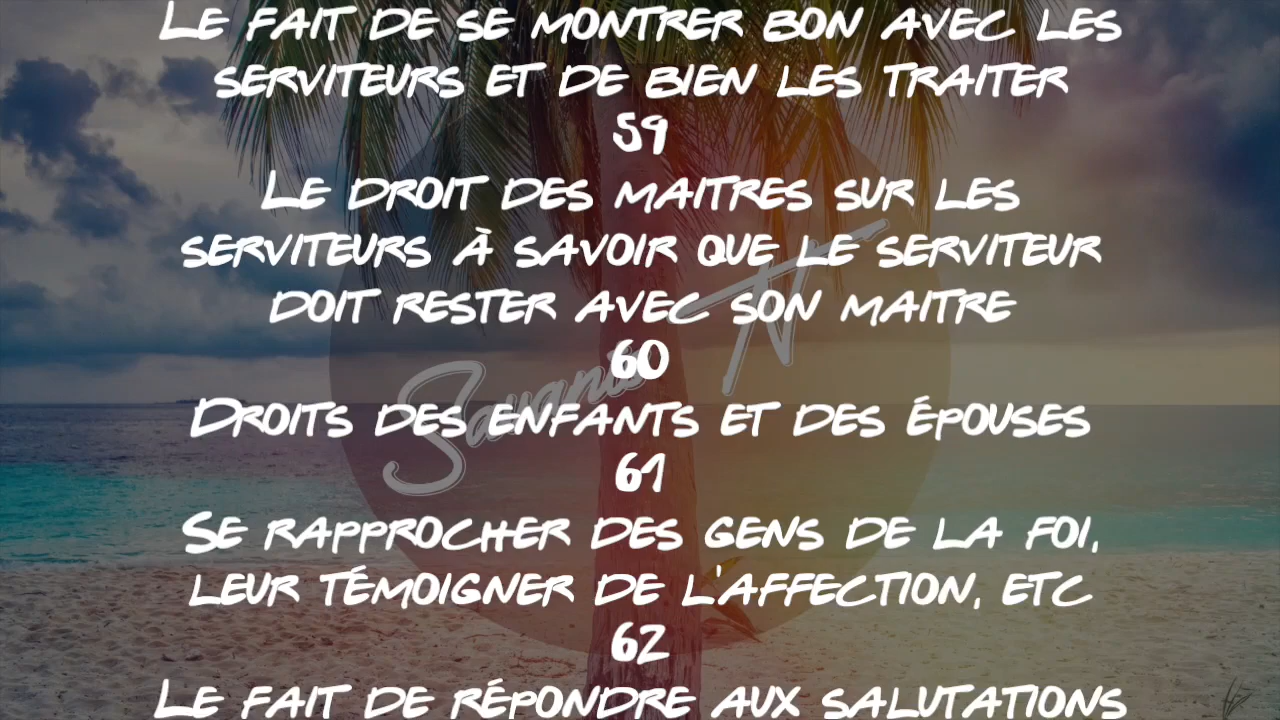 Le fait de se montrer bon avec les
serviteurs et de bien les traiter
59
Le droit des maitres sur les
serviteurs à savoir que le serviteur
doit rester avec son maitre
60
Droits des enfants et des épouses
61
Se rapprocher des gens de la foi,
leur témoigner de l'affection, etc
62
Le fait de répondre aux salutations